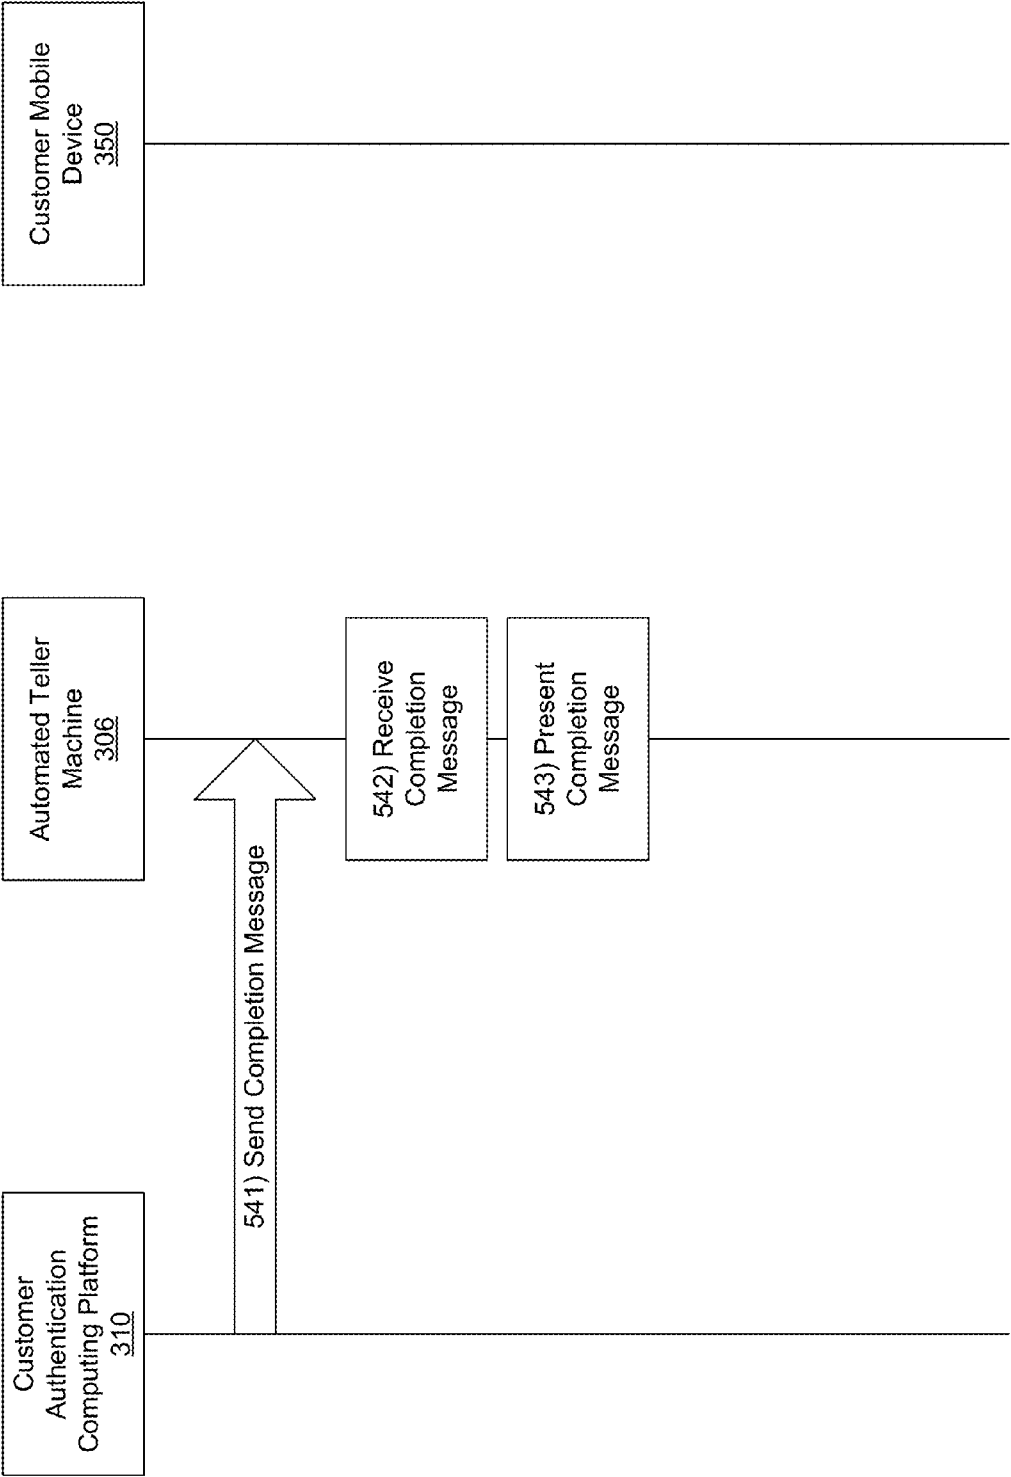 Customer
Authentication
Computing Platform
310
Automated Teller
Machine
306
Customer Mobile
Device
350
541) Send Completion Message
542) Receive
Completion
Message
543) Present
Completion
Message